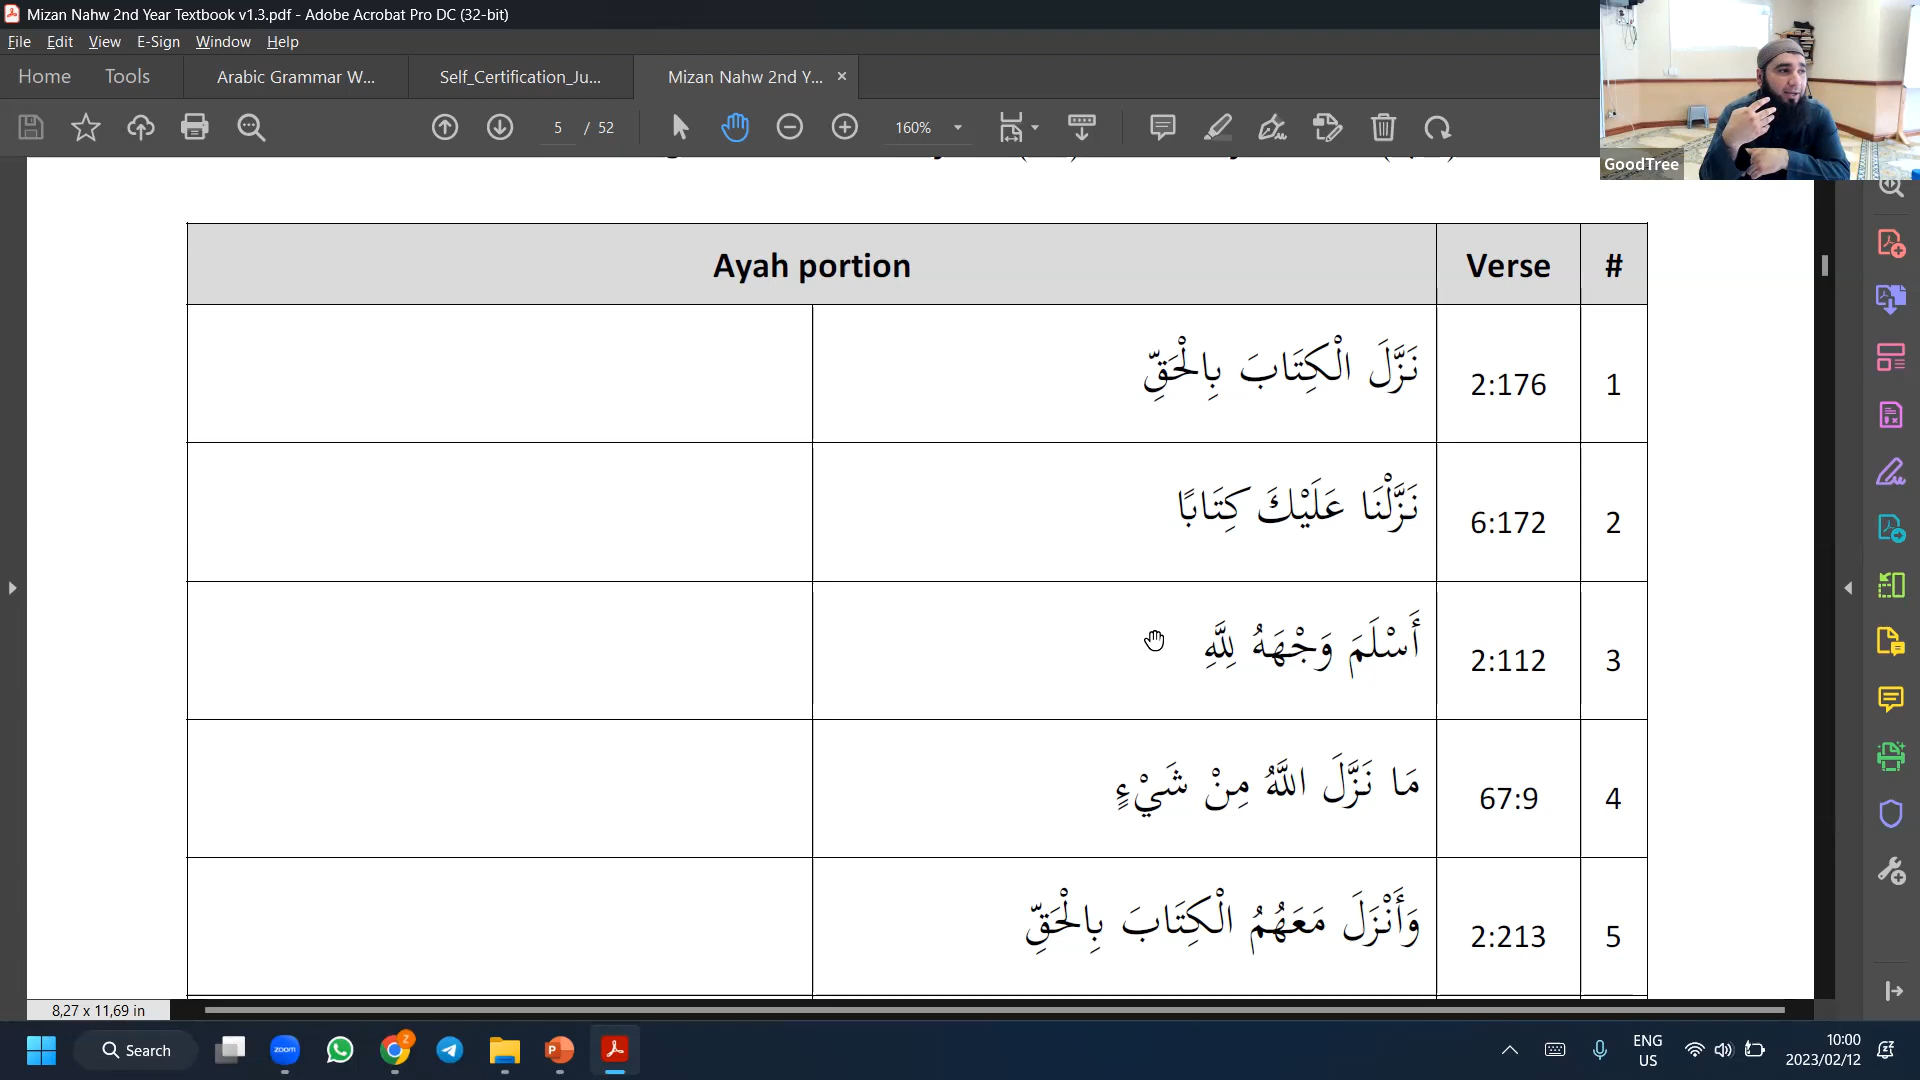 Mizan Nahw 2nd Year Textbook v1.3.pdf - Adobe Acrobat Pro DC (32-bit)
File Edit View E-Sign Window Help
Home Tools Arabic Grammar W... Self_Certification_Ju... Mizan Nahw 2nd Y... ×
5 / 52 160%
GoodTree
Ayah portion Verse #
نَزَّلَ الْكِتَابَ بِالْحَقِّ 2:176 1
نَزَّلْنَا عَلَيْكَ كِتَابًا 6:172 2
أَسْلَمَ وَجْهَهُ لِلَّهِ 2:112 3
مَا نَزَّلَ اللَّهُ مِنْ شَيْءٍ 67:9 4
وَأَنْزَلَ مَعَهُمُ الْكِتَابَ بِالْحَقِّ 2:213 5
8,27 x 11,69 in
Search zoom Z ENG US 10:00
2023/02/12